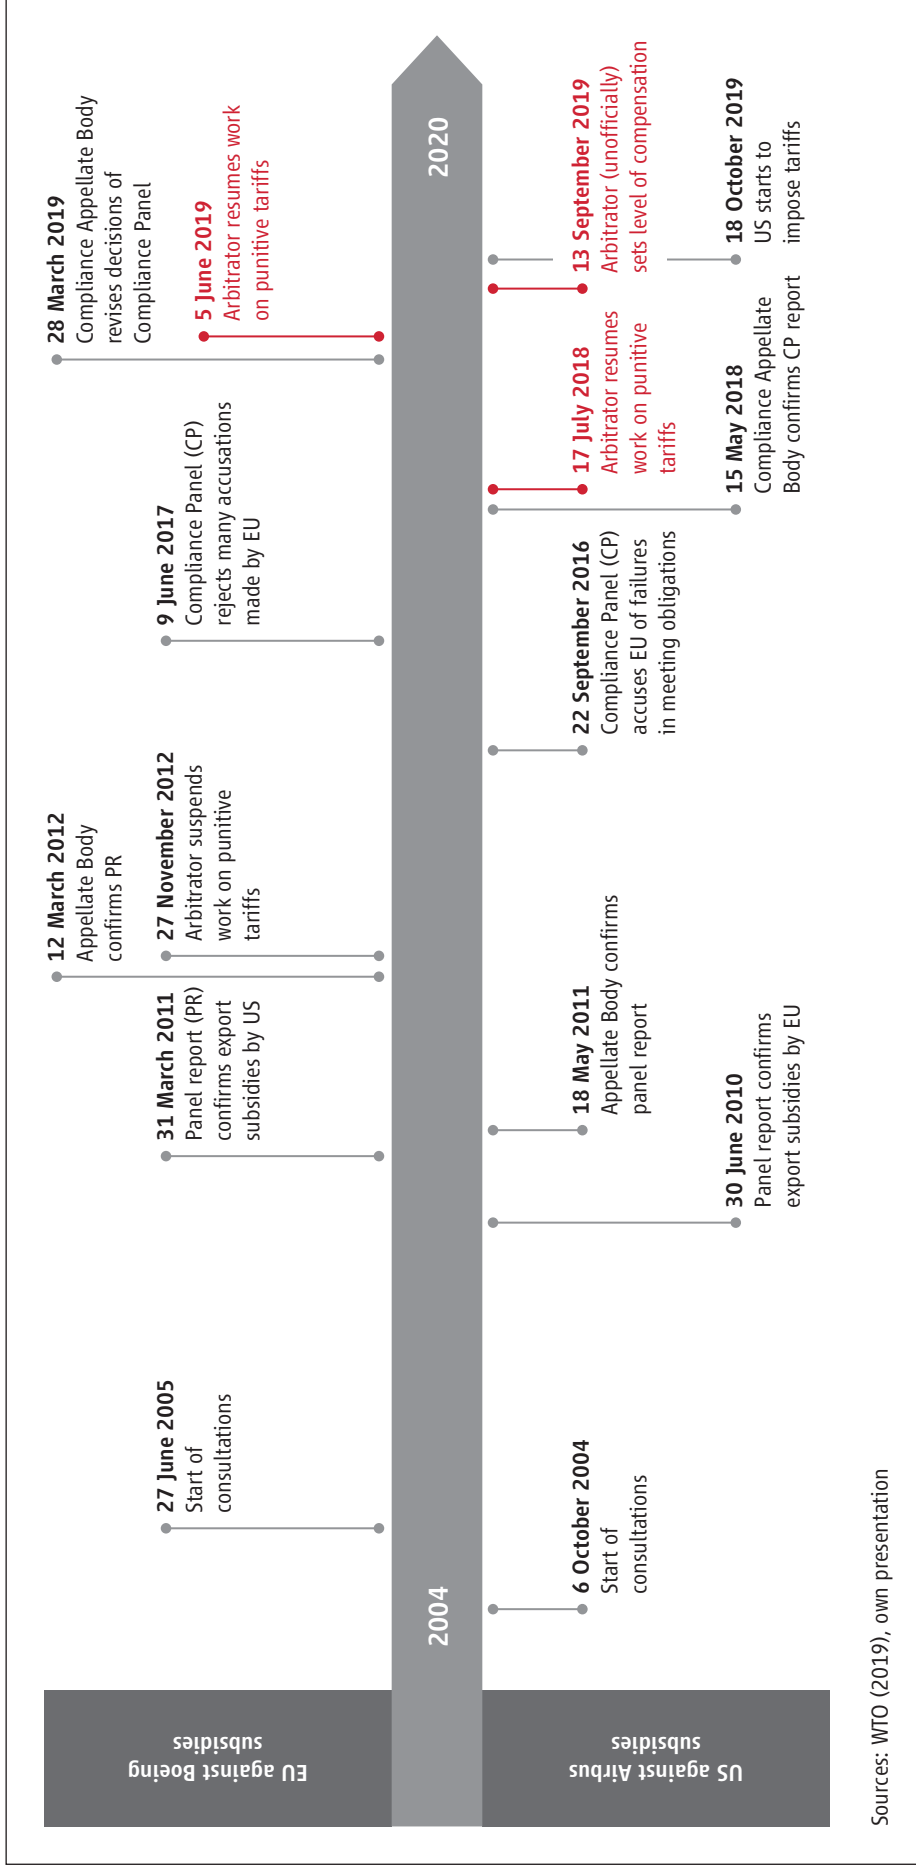 EU against Boeing
subsidies
27 June 2005
Start of
consultations
31 March 2011
Panel report (PR)
confirms export
subsidies by US
12 March 2012
Appellate Body
confirms PR
27 November 2012
Arbitrator suspends
work on punitive
tariffs
9 June 2017
Compliance Panel (CP)
rejects many accusations
made by EU
28 March 2019
Compliance Appellate Body
revises decisions of
Compliance Panel
5 June 2019
Arbitrator resumes work
on punitive tariffs
2004
2020
US against Airbus
subsidies
6 October 2004
Start of
consultations
30 June 2010
Panel report confirms
export subsidies by EU
18 May 2011
Appellate Body confirms
panel report
22 September 2016
Compliance Panel (CP)
accuses EU of failures
in meeting obligations
15 May 2018
Compliance Appellate
Body confirms CP report
17 July 2018
Arbitrator resumes
work on punitive
tariffs
13 September 2019
Arbitrator (unofficially)
sets level of compensation
18 October 2019
US starts to
impose tariffs
Sources: WTO (2019), own presentation